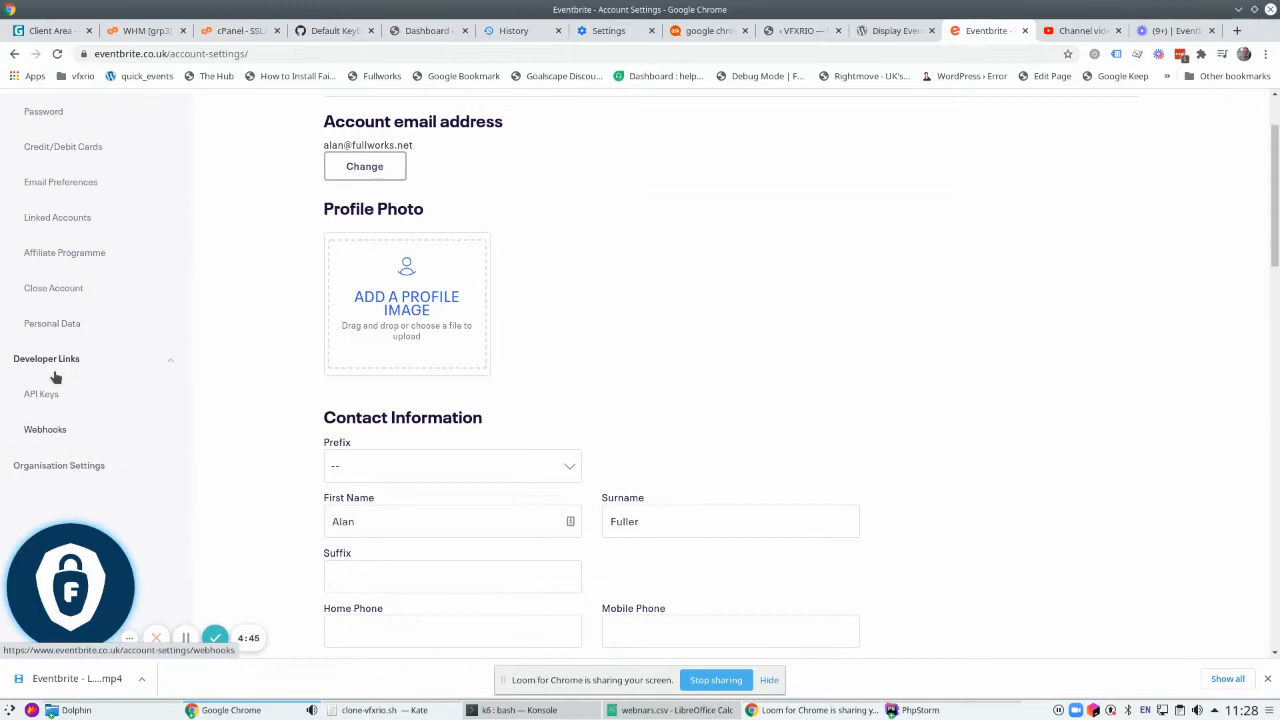 Eventbrite - Account Settings - Google Chrome
Client Area - G
WHM [grp3]
cPanel - SiL
Default Keyb
Dashboard
History
Settings
google chrom
‹ VFXRIO —
Display Even
Eventbrite -
Channel vide
(9+) | Eventb
eventbrite.co.uk/account-settings/
Apps
vfxrio
quick_events
The Hub
How to Install Fai...
Fullworks
Google Bookmark
Goalscape Discou...
Dashboard : help...
Debug Mode | F...
Rightmove - UK's...
WordPress › Error
Edit Page
Google Keep
»
Other bookmarks
Password
Credit/Debit Cards
Email Preferences
Linked Accounts
Affiliate Programme
Close Account
Personal Data
Developer Links
API Keys
Webhooks
Organisation Settings
Account email address
alan@fullworks.net
Change
Profile Photo
ADD A PROFILE
IMAGE
Drag and drop or choose a file to
upload
Contact Information
Prefix
--
First Name
Surname
Alan
Fuller
Suffix
Home Phone
Mobile Phone
F
4:45
https://www.eventbrite.co.uk/account-settings/webhooks
Eventbrite - L....mp4
Loom for Chrome is sharing your screen.
Stop sharing
Hide
Show all
Dolphin
Google Chrome
clone-vfxrio.sh — Kate
k6 : bash — Konsole
webnars.csv - LibreOffice Calc
Loom for Chrome is sharing y...
PhpStorm
EN
11:28